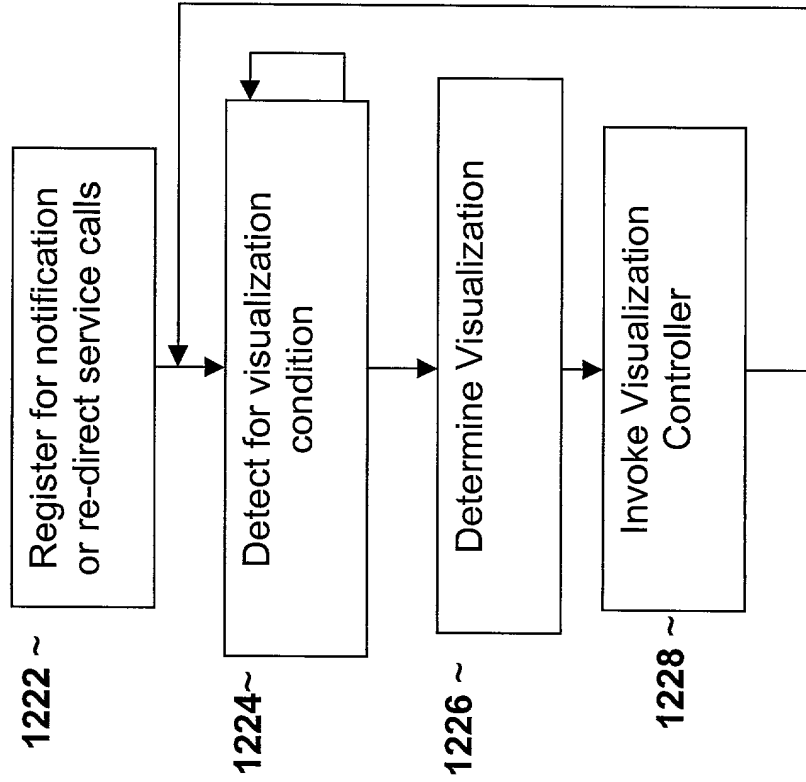 1222 ~
Register for notification
or re-direct service calls
1224~
Detect for visualization
condition
1226 ~
Determine Visualization
1228 ~
Invoke Visualization
Controller